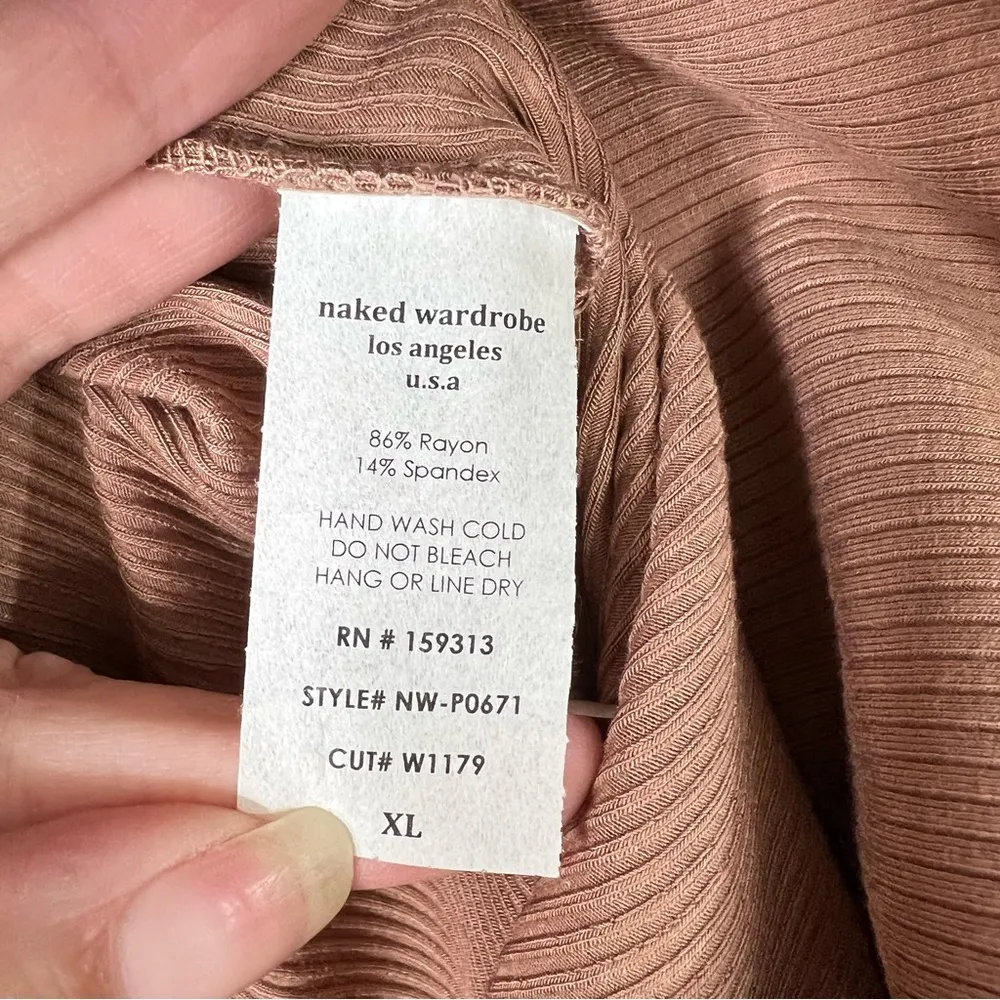 naked wardrobe
los angeles
u.s.a
86% Rayon
14% Spandex
HAND WASH COLD
DO NOT BLEACH
HANG OR LINE DRY
RN # 159313
STYLE# NW-P0671
CUT# W1179
XL